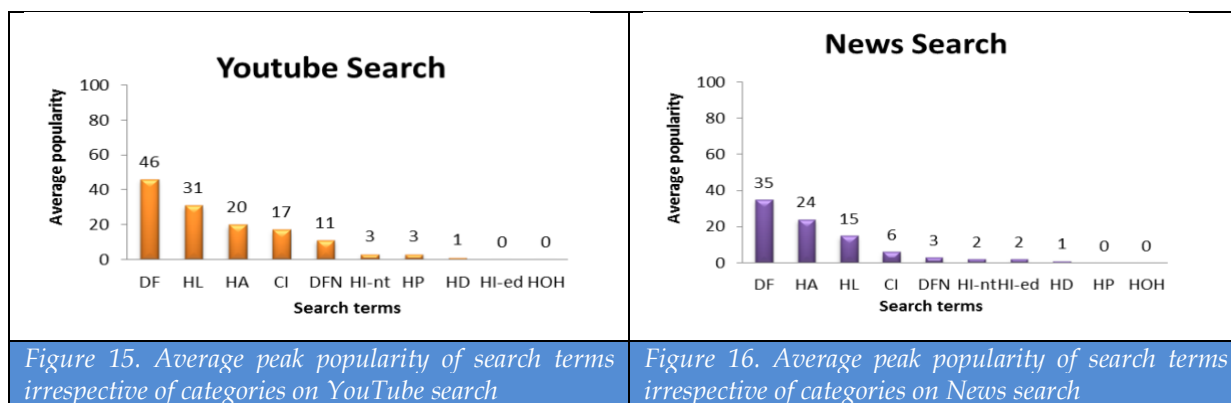 Youtube Search
Average popularity
100
80
60
40
20
0
46
31
20
17
11
3
3
1
0
0
DF HL HA CI DFN HI-nt HP HD HI-ed HOH
Search terms
Figure 15. Average peak popularity of search terms
irrespective of categories on YouTube search
News Search
Average popularity
100
80
60
40
20
0
35
24
15
6
3
2
2
1
0
0
DF HA HL CI DFN HI-nt HI-ed HD HP HOH
Search terms
Figure 16. Average peak popularity of search terms
irrespective of categories on News search